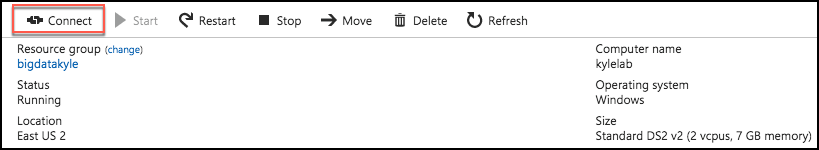 Connect Start Restart Stop Move Delete Refresh
Resource group (change) Computer name
bigdatakyle kylelab
Status Operating system
Running Windows
Location Size
East US 2 Standard DS2 v2 (2 vcpus, 7 GB memory)